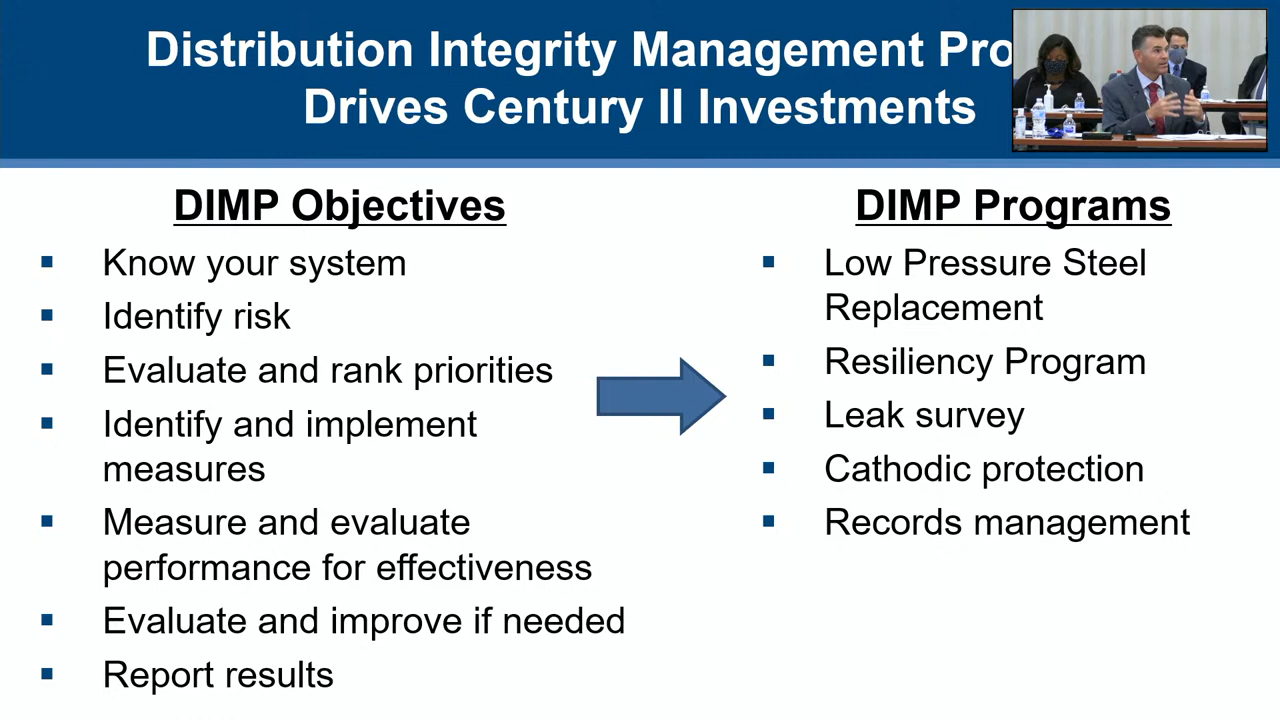 Distribution Integrity Management Pro
Drives Century II Investments
DIMP Objectives
Know your system
Identify risk
Evaluate and rank priorities
Identify and implement
measures
Measure and evaluate
performance for effectiveness
Evaluate and improve if needed
Report results
DIMP Programs
Low Pressure Steel
Replacement
Resiliency Program
Leak survey
Cathodic protection
Records management